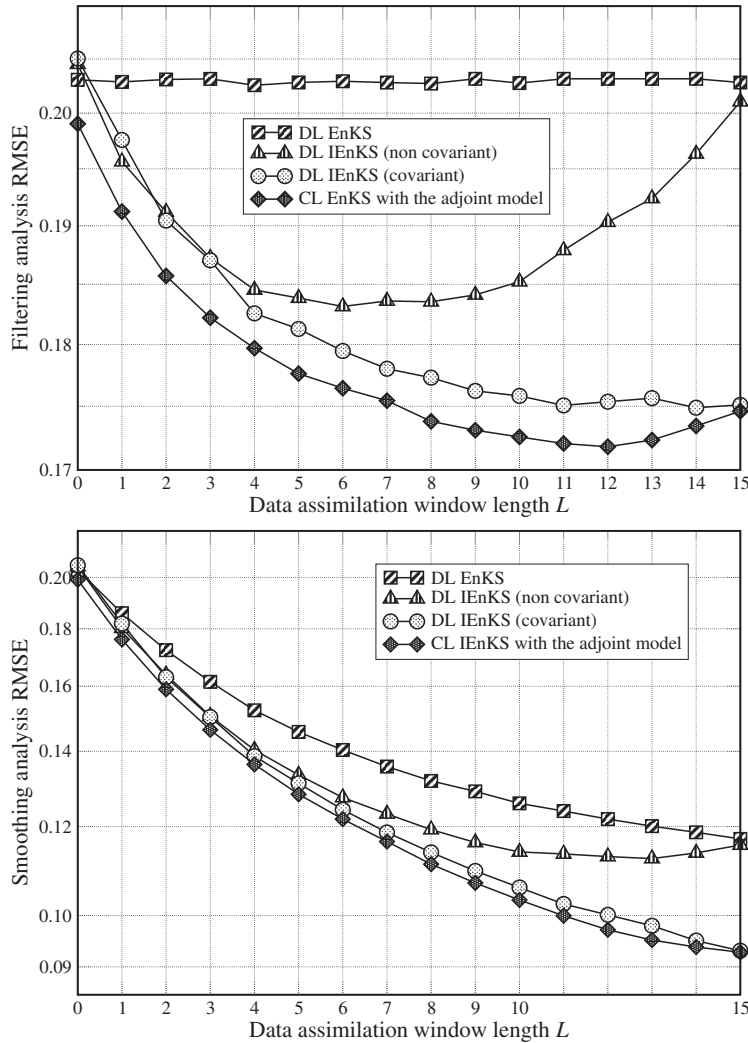 Filtering analysis RMSE
0.20
0.19
0.18
0.17
DL EnKS
DL IEnKS (non covariant)
DL IEnKS (covariant)
CL EnKS with the adjoint model
0 1 2 3 4 5 6 7 8 9 10 11 12 13 14 15
Data assimilation window length L
Smoothing analysis RMSE
0.20
0.18
0.16
0.14
0.12
0.10
0.09
DL EnKS
DL IEnKS (non covariant)
DL IEnKS (covariant)
CL IEnKS with the adjoint model
0 1 2 3 4 5 6 7 8 9 10 15
Data assimilation window length L